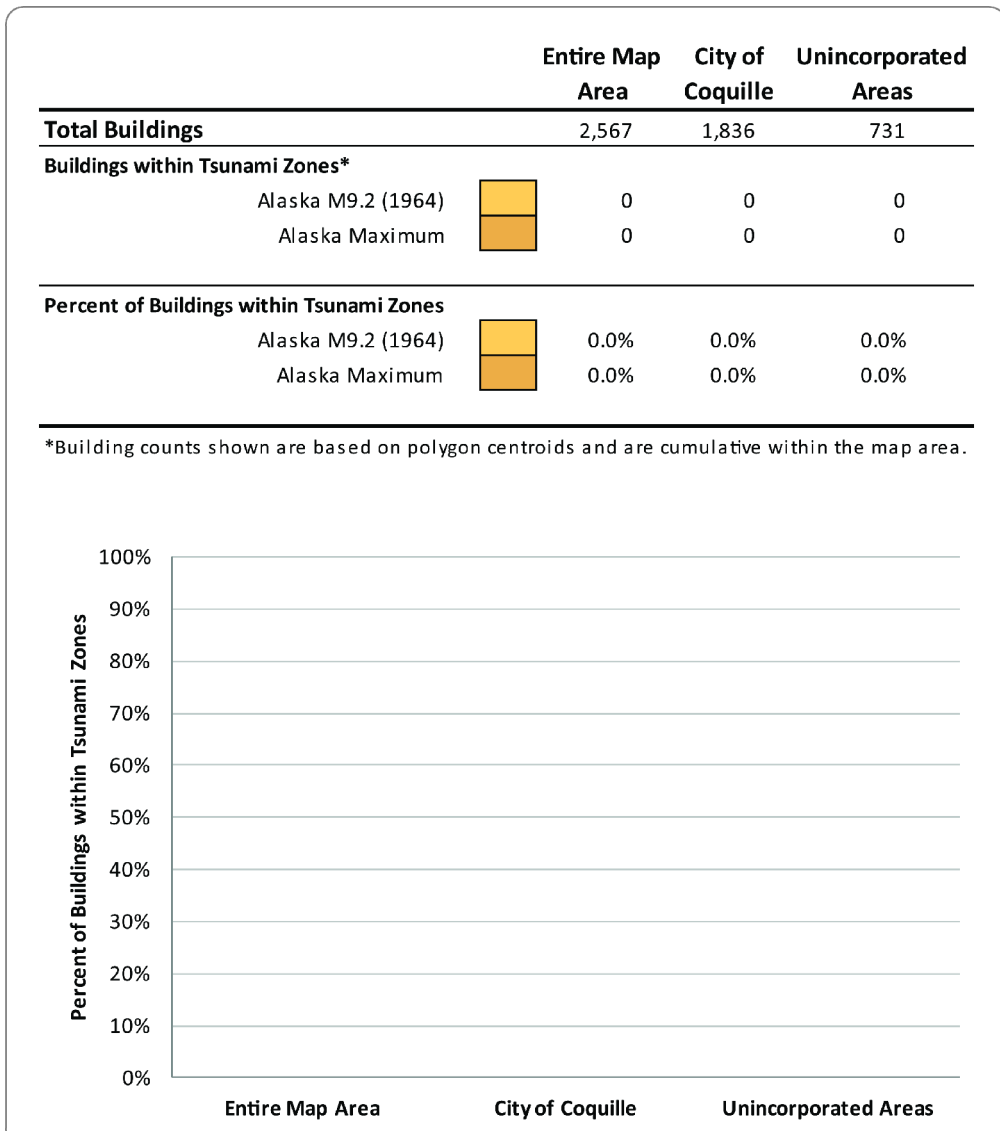 Entire Map Area City of Coquille Unincorporated Areas
Total Buildings 2,567 1,836 731
Buildings within Tsunami Zones*
Alaska M9.2 (1964) 0 0 0
Alaska Maximum 0 0 0
Percent of Buildings within Tsunami Zones
Alaska M9.2 (1964) 0.0% 0.0% 0.0%
Alaska Maximum 0.0% 0.0% 0.0%
*Building counts shown are based on polygon centroids and are cumulative within the map area.
Percent of Buildings within Tsunami Zones
100%
90%
80%
70%
60%
50%
40%
30%
20%
10%
0%
Entire Map Area City of Coquille Unincorporated Areas